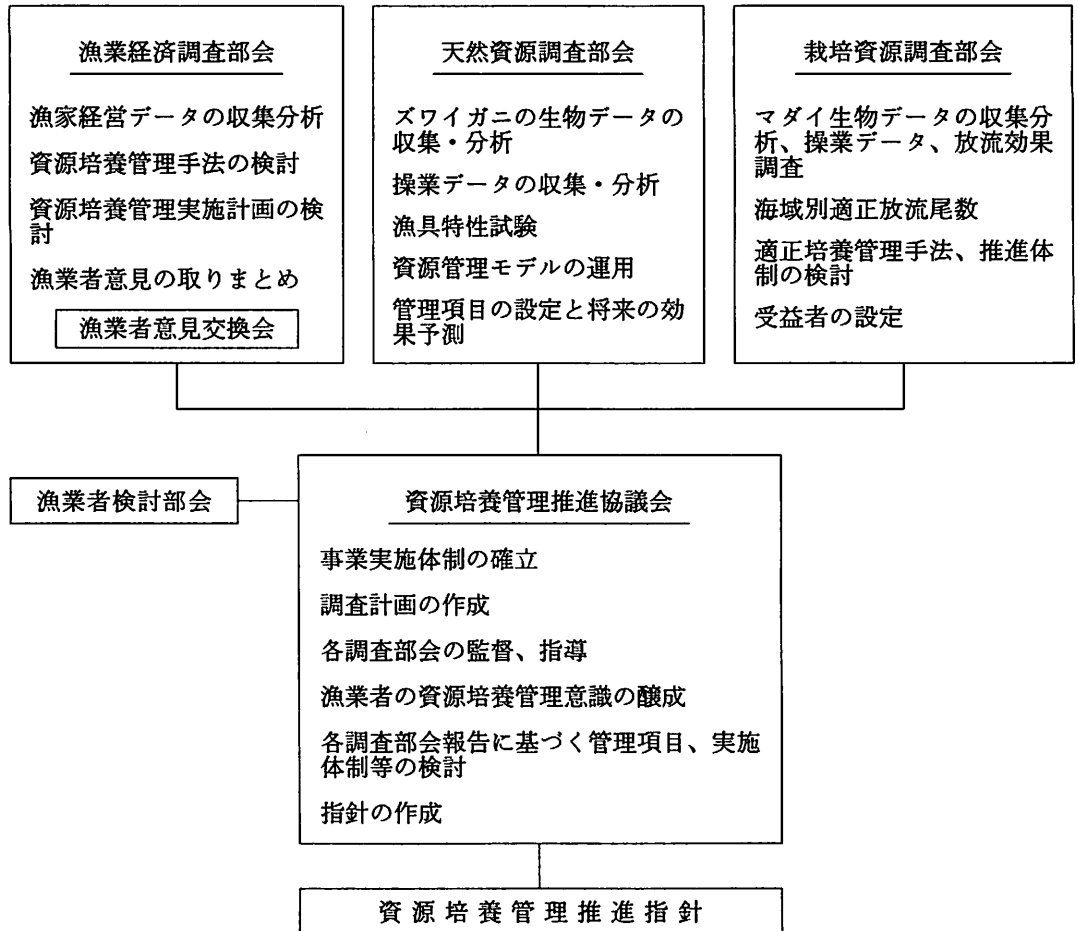 漁業経済調査部会
漁家経営データの収集分析
資源培養管理手法の検討
資源培養管理実施計画の検
討
漁業者意見の取りまとめ
漁業者意見交換会
天然資源調査部会
ズワイガニの生物データの
収集・分析
操業データの収集・分析
漁具特性試験
資源管理モデルの運用
管理項目の設定と将来の効
果予測
栽培資源調査部会
マダイ生物データの収集分
析、操業データ、放流効果
調査
海域別適正放流尾数
適正培養管理手法、推進体
制の検討
受益者の設定
漁業者検討部会
資源培養管理推進協議会
事業実施体制の確立
調査計画の作成
各調査部会の監督、指導
漁業者の資源培養管理意識の醸成
各調査部会報告に基づく管理項目、実施
体制等の検討
指針の作成
資源培養管理推進指針